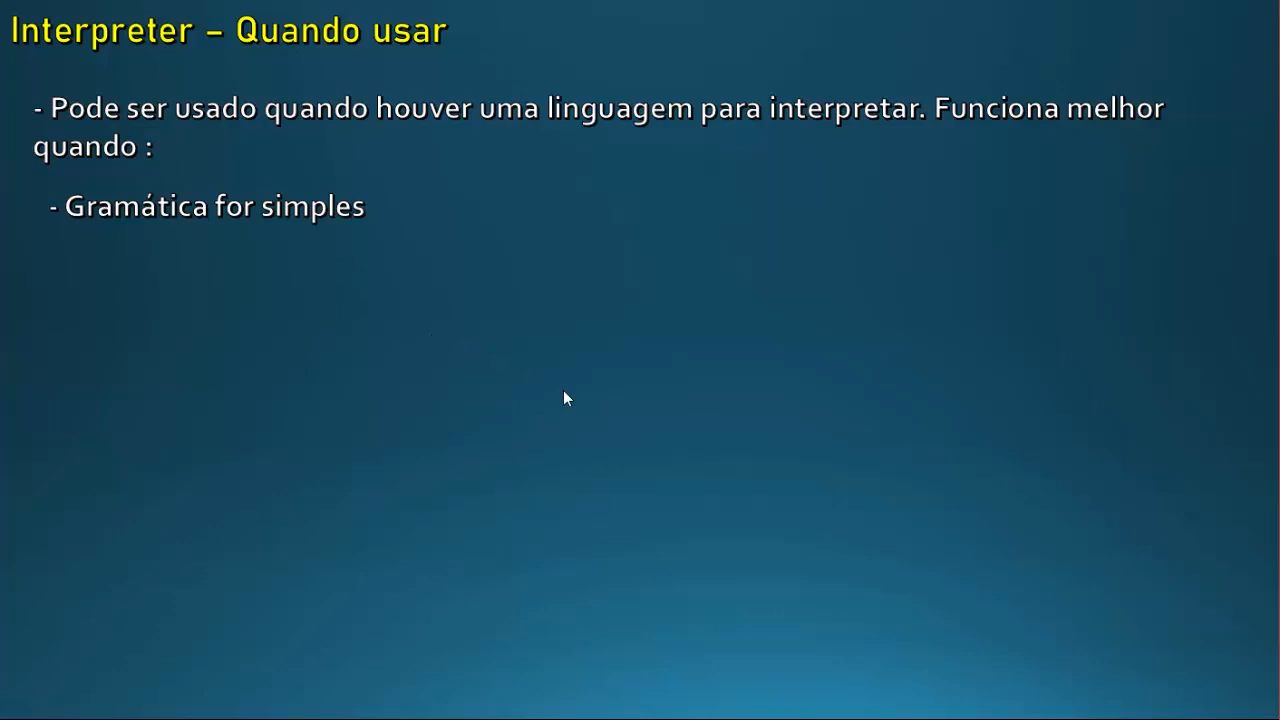 Interpreter – Quando usar
- Pode ser usado quando houver uma linguagem para interpretar. Funciona melhor
quando :
- Gramática for simples